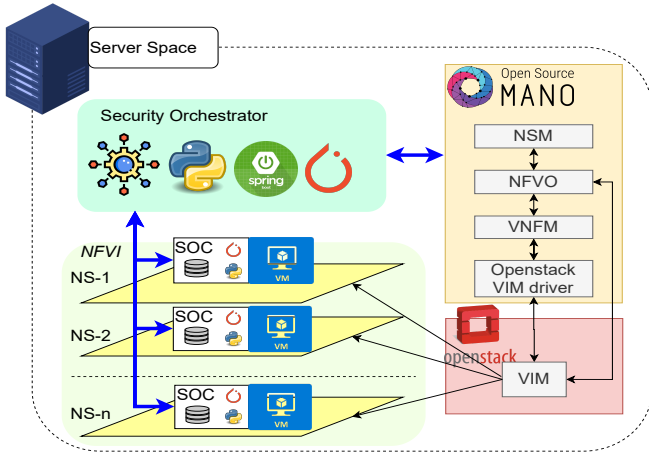 Server Space
Security Orchestrator
spring
boot
Open Source
MANO
NSM
NFVO
VNFM
Openstack
VIM driver
openstack
VIM
NFVI
NS-1
SOC
VM
NS-2
SOC
VM
NS-n
SOC
VM